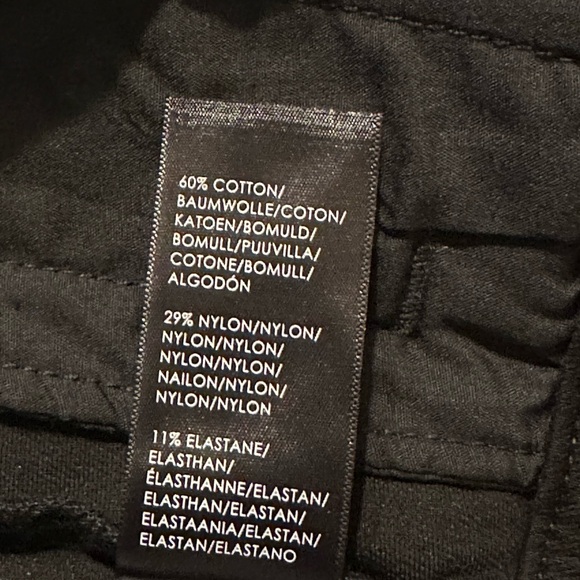 60% COTTON/
BAUMWOLLE/COTON/
KATOEN/BOMULD/
BOMULL/PUUVILLA/
COTONE/BOMULL/
ALGODÓN
29% NYLON/NYLON/
NYLON/NYLON/
NYLON/NYLON/
NAILON/NYLON/
NYLON/NYLON
11% ELASTANE/
ELASTHAN/
ÉLASTHANNE/ELASTAN/
ELASTHAN/ELASTAN/
ELASTAANIA/ELASTAN/
ELASTAN/ELASTANO